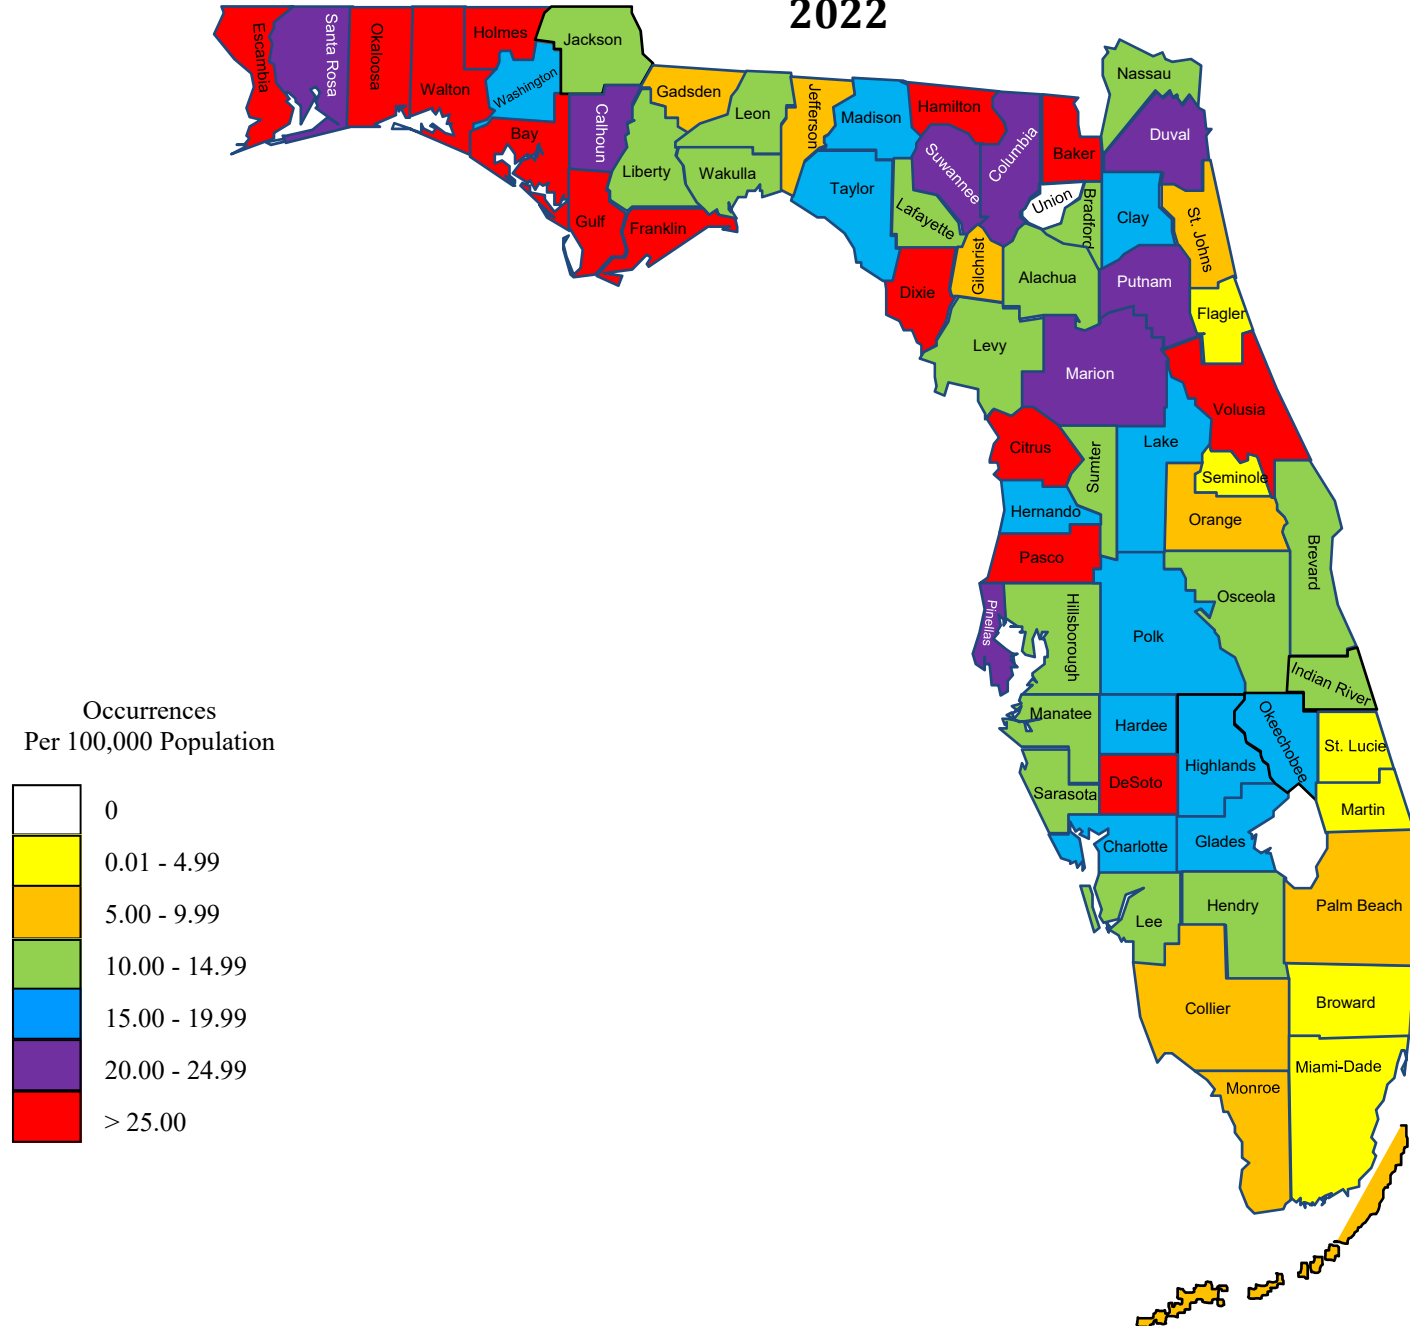 2022
Escambia
Santa Rosa
Okaloosa
Walton
Holmes
Washington
Jackson
Bay
Calhoun
Gulf
Gadsden
Liberty
Franklin
Leon
Wakulla
Jefferson
Madison
Taylor
Hamilton
Suwannee
Lafayette
Columbia
Dixie
Gilchrist
Baker
Union
Bradford
Alachua
Nassau
Duval
Clay
St. Johns
Putnam
Flagler
Levy
Marion
Volusia
Citrus
Sumter
Lake
Seminole
Hernando
Orange
Brevard
Pasco
Osceola
Pinellas
Hillsborough
Polk
Indian River
Manatee
Hardee
Okeechobee
Highlands
St. Lucie
Sarasota
DeSoto
Martin
Charlotte
Glades
Lee
Hendry
Palm Beach
Collier
Broward
Miami-Dade
Monroe
Occurrences
Per 100,000 Population
0
0.01 - 4.99
5.00 - 9.99
10.00 - 14.99
15.00 - 19.99
20.00 - 24.99
> 25.00